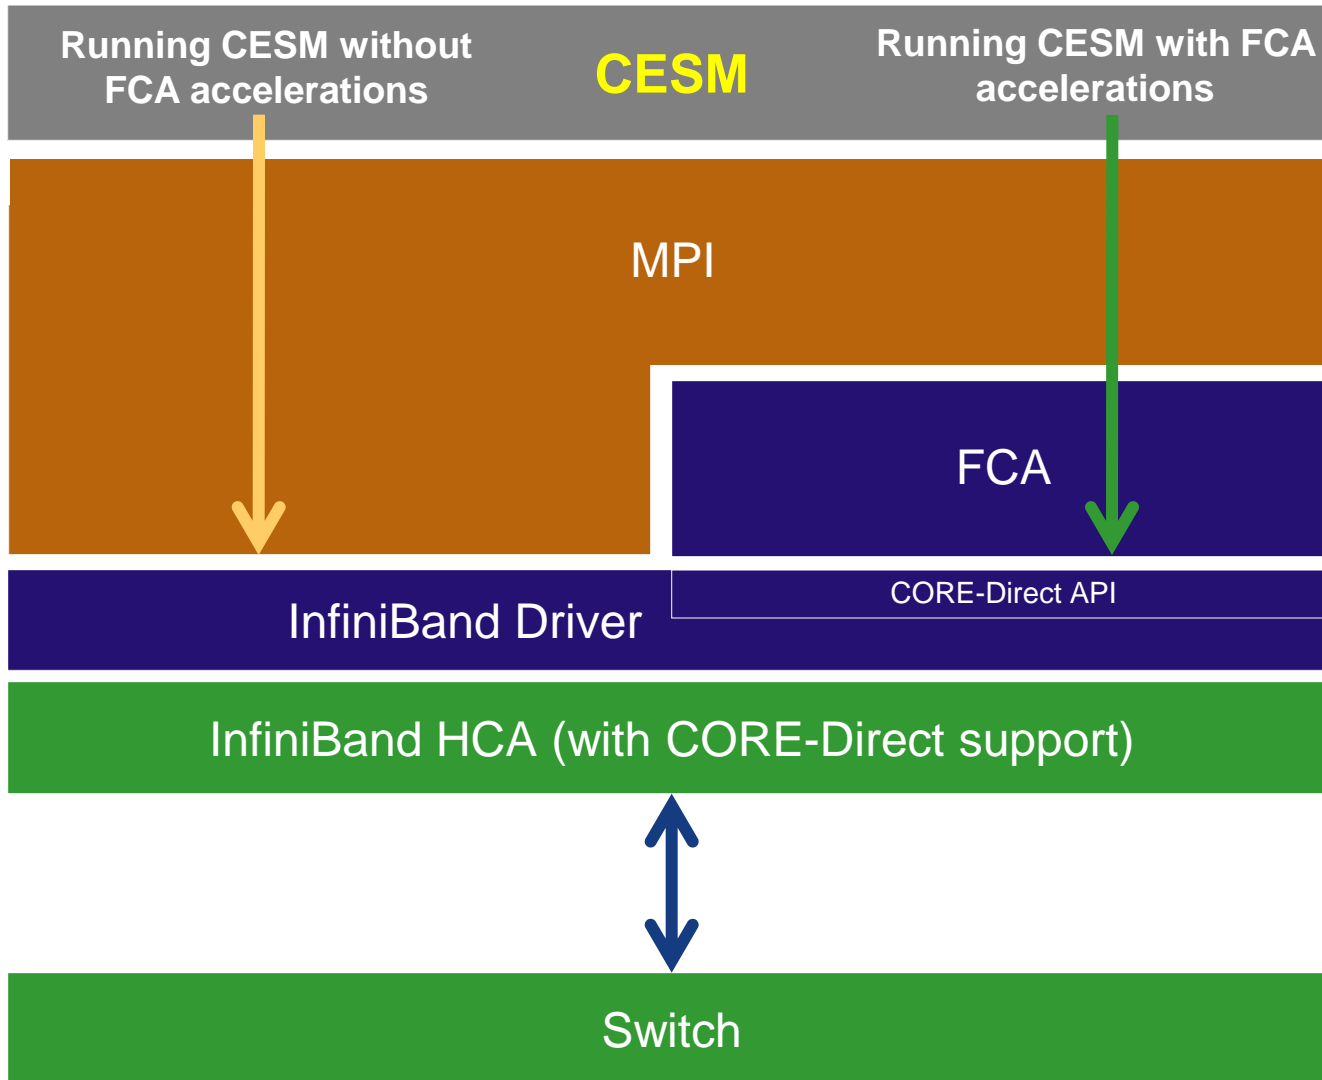 Running CESM without
FCA accelerations
CESM
Running CESM with FCA
accelerations
MPI
FCA
CORE-Direct API
InfiniBand Driver
InfiniBand HCA (with CORE-Direct support)
Switch